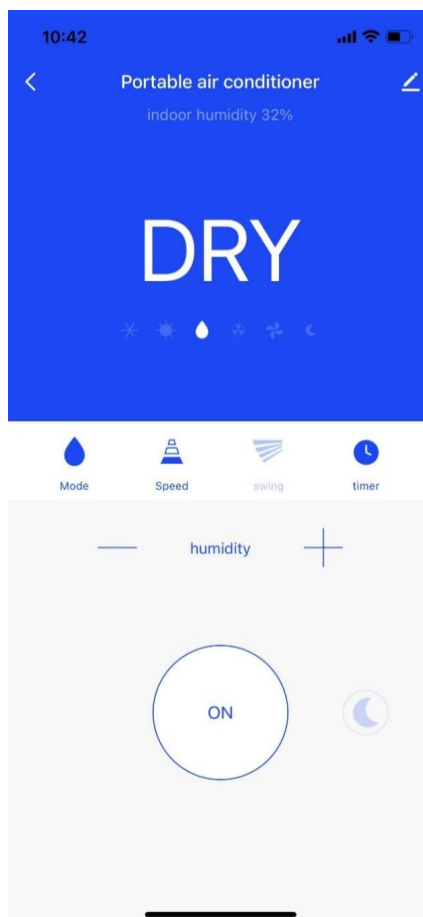 10:42
Portable air conditioner
indoor humidity 32%
DRY
Mode Speed swing timer
humidity
ON